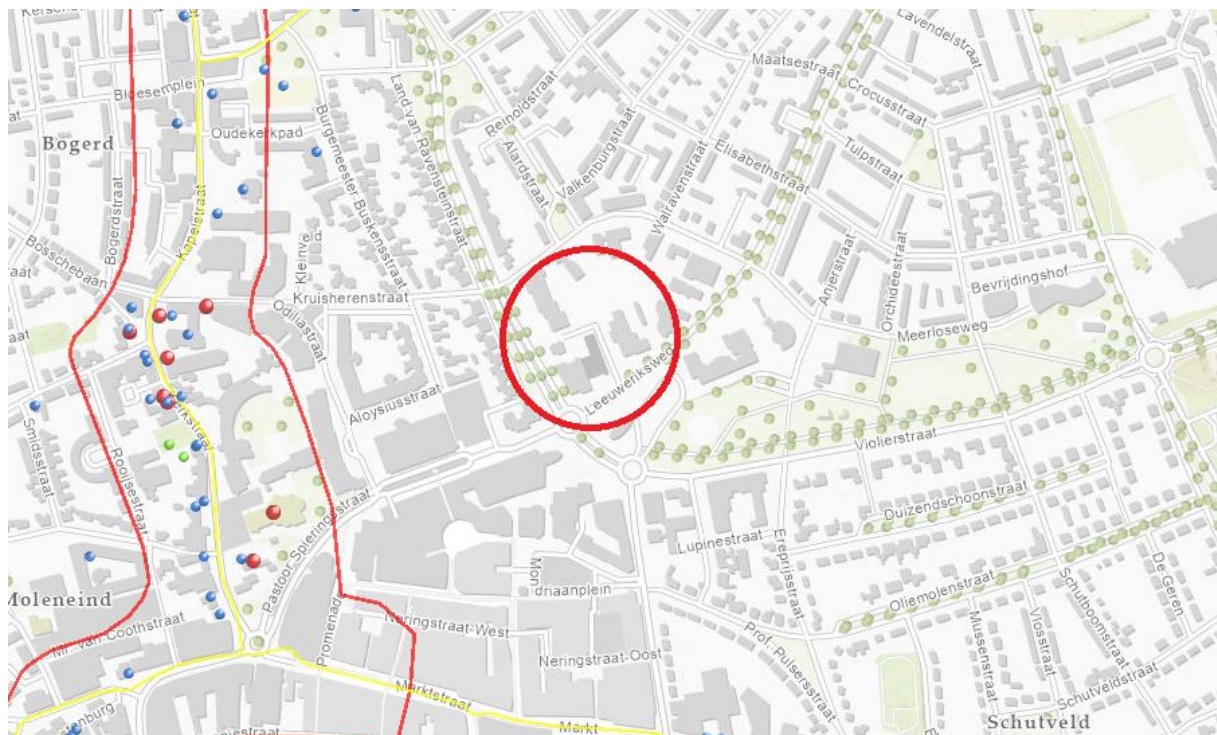 Lavendelstraat
Maatsestraat
Crocusstraat
Bloesemplein
Reinoldstraat
Oudekerkpad
Bogerd
Land van Ravensteinstraat
Burgemeester Buskensstraat
Alardstraat
Valkenburgstraat
Elisabethstraat
Tulpstraat
Walravenstraat
Bogerdstraat
Kapelstraat
Bosschebaan
Kleinveld
Kruisherenstraat
Odiliastraat
Anjerstraat
Orchideestraat
Bevrijdingshof
Meerloseweg
Leeuweriksweg
Aloysiusstraat
Kerkstraat
Smidsstraat
Rooijsestraat
Violierstraat
Duizendschoonstraat
Pastoor Spieringsstraat
Lupinestraat
Ereprijsstraat
Mondriaanplein
Moleneind
Mr. van Coothstraat
Promenade
Neringstraat-West
Neringstraat-Oost
Oliemolenstraat
Schutboomstraat
De Geren
Prof. Pulsersstraat
Mussenstraat
Vlosstraat
Schutveldstraat
Marktstraat
Markt
Schutveld